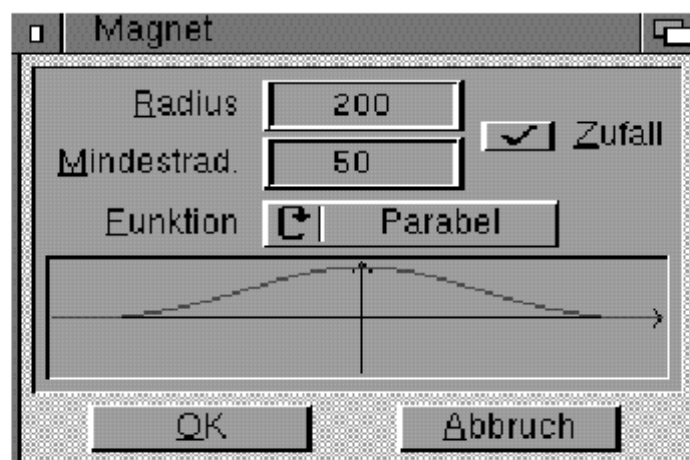 Magnet
Radius 200
Zufall
Mindestrad. 50
Funktion Parabel
OK Abbruch